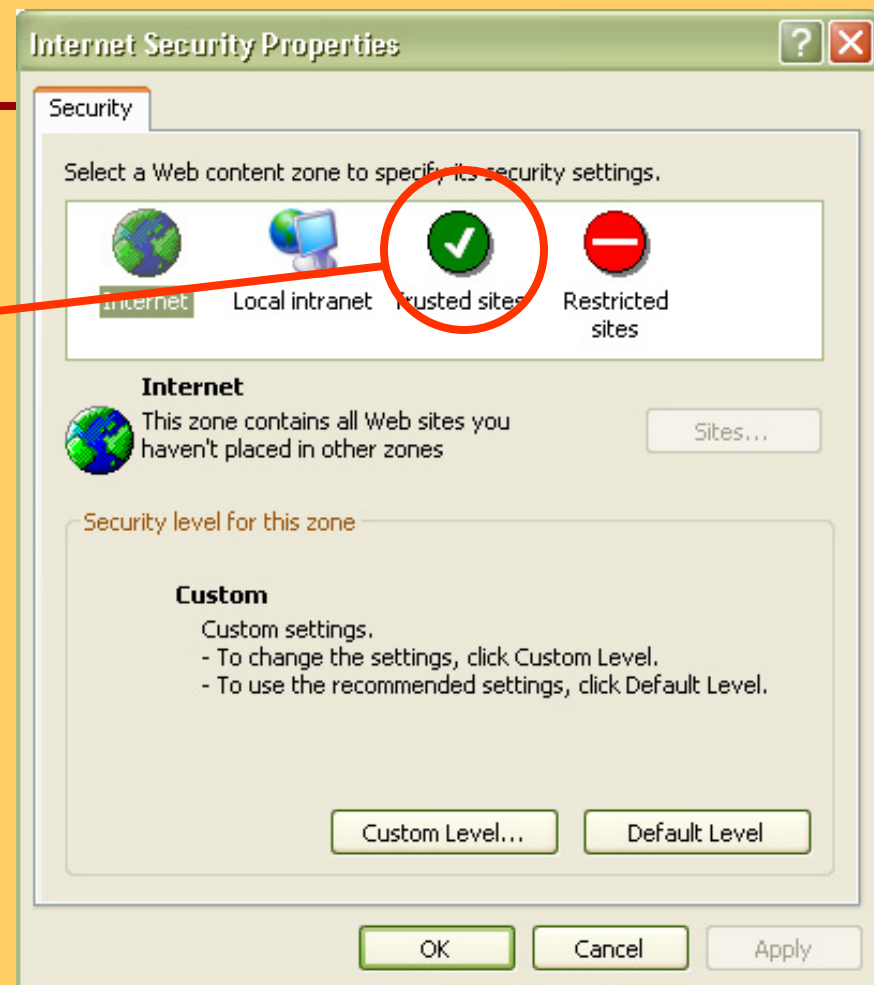 Internet Security Properties
Security
Select a Web content zone to specify its security settings.
Internet Local intranet Trusted sites Restricted sites
Internet
This zone contains all Web sites you
haven't placed in other zones
Sites...
Security level for this zone
Custom
Custom settings.
- To change the settings, click Custom Level.
- To use the recommended settings, click Default Level.
Custom Level... Default Level
OK Cancel Apply